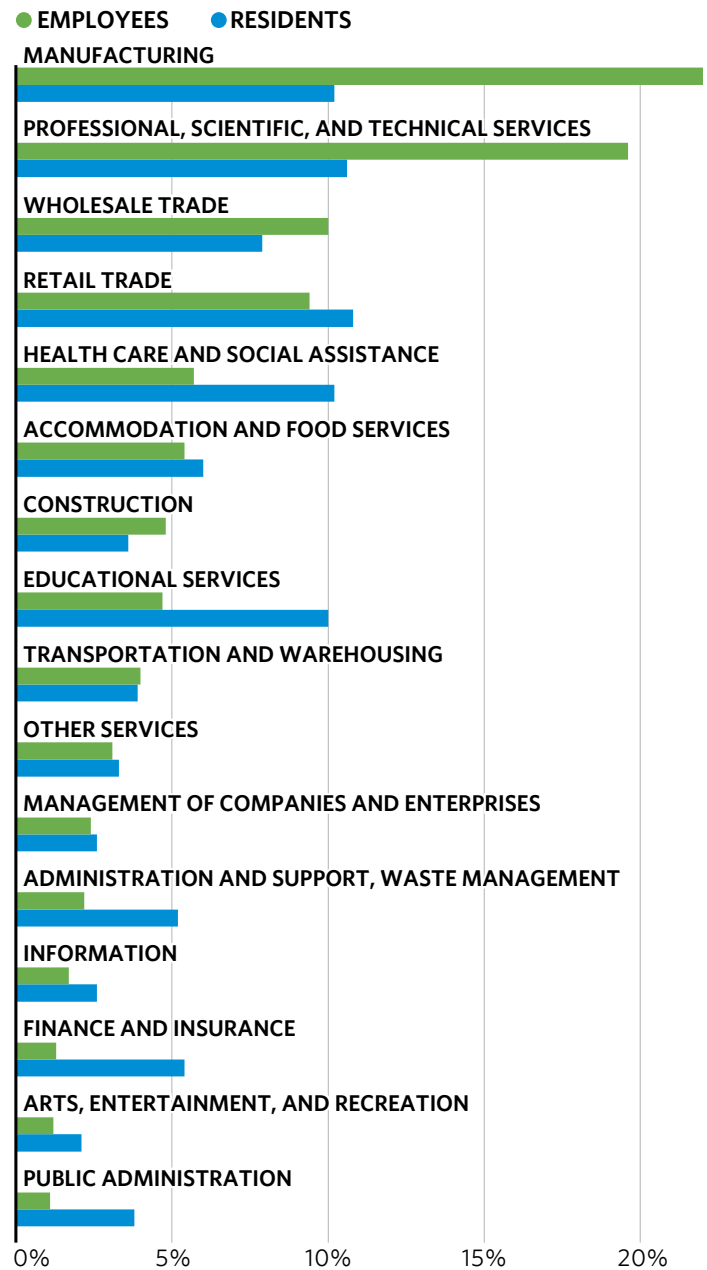 EMPLOYEES RESIDENTS
MANUFACTURING
PROFESSIONAL, SCIENTIFIC, AND TECHNICAL SERVICES
WHOLESALE TRADE
RETAIL TRADE
HEALTH CARE AND SOCIAL ASSISTANCE
ACCOMMODATION AND FOOD SERVICES
CONSTRUCTION
EDUCATIONAL SERVICES
TRANSPORTATION AND WAREHOUSING
OTHER SERVICES
MANAGEMENT OF COMPANIES AND ENTERPRISES
ADMINISTRATION AND SUPPORT, WASTE MANAGEMENT
INFORMATION
FINANCE AND INSURANCE
ARTS, ENTERTAINMENT, AND RECREATION
PUBLIC ADMINISTRATION
0% 5% 10% 15% 20%